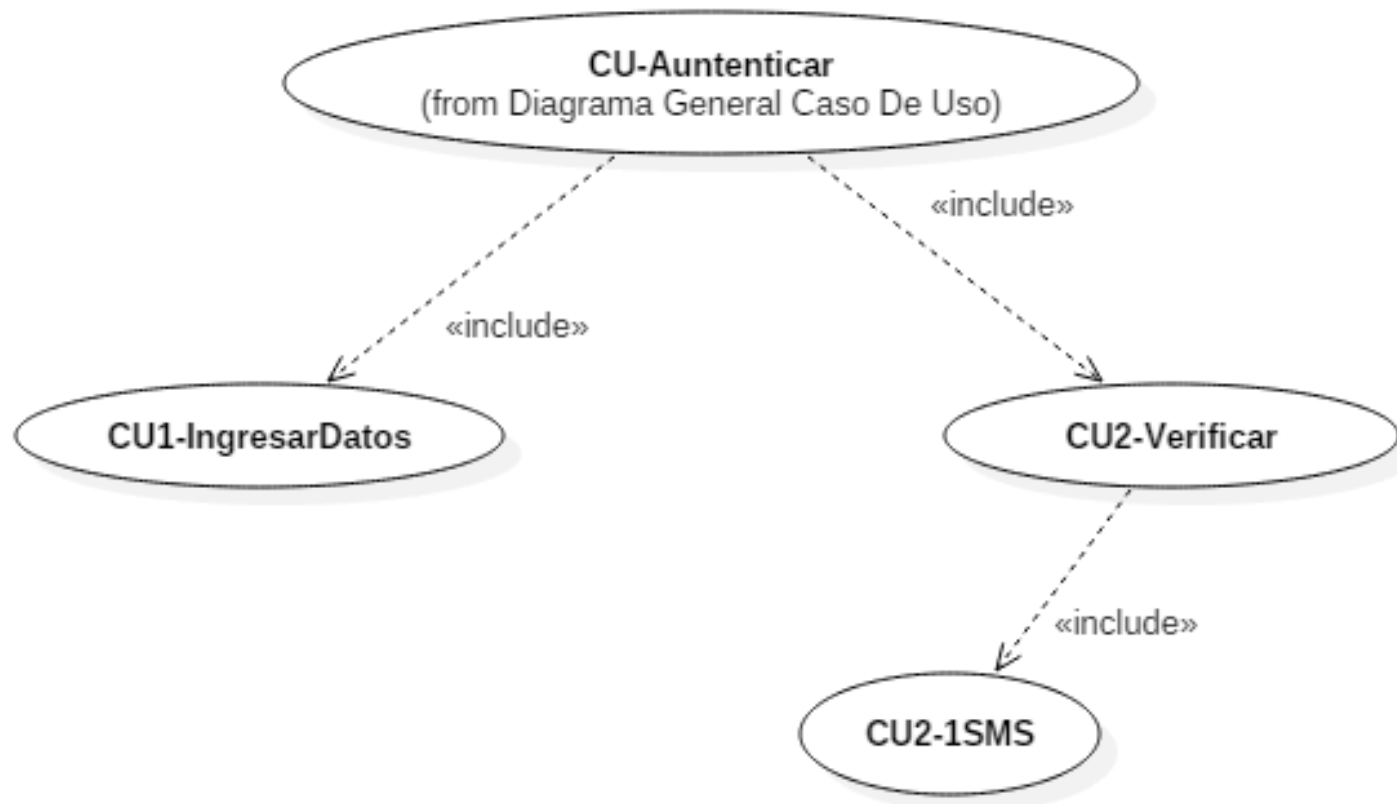 CU-Auntenticar
(from Diagrama General Caso De Uso)
«include»
«include»
CU1-IngresarDatos
CU2-Verificar
«include»
CU2-1SMS